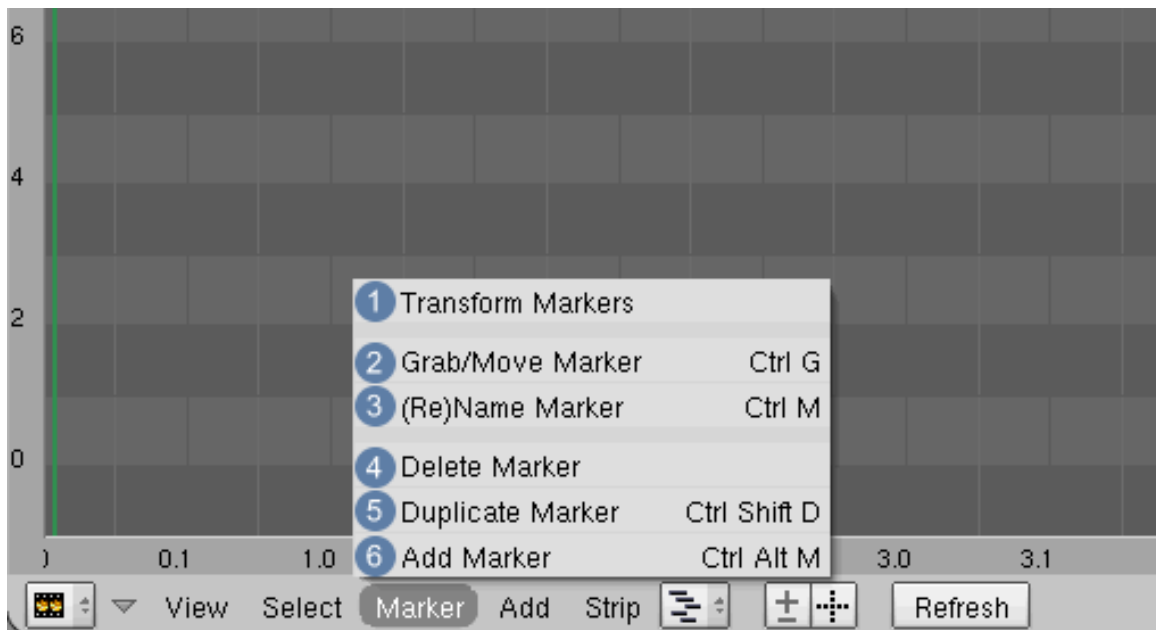 6
4
2
0
1 Transform Markers
2 Grab/Move Marker Ctrl G
3 (Re)Name Marker Ctrl M
4 Delete Marker
5 Duplicate Marker Ctrl Shift D
6 Add Marker Ctrl Alt M
0.1 1.0 3.0 3.1
View Select Marker Add Strip Refresh